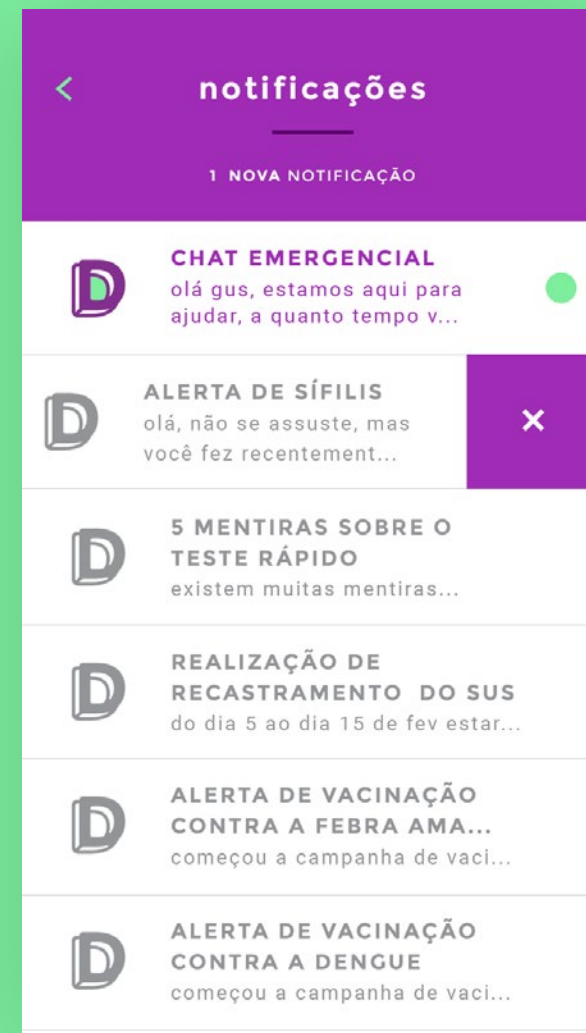 notificações
1 NOVA NOTIFICAÇÃO
CHAT EMERGENCIAL
olá gus, estamos aqui para
ajudar, a quanto tempo v...
ALERTA DE SÍFILIS
olá, não se assuste, mas
você fez recentement...
5 MENTIRAS SOBRE O
TESTE RÁPIDO
existem muitas mentiras...
REALIZAÇÃO DE
RECASTRAMENTO DO SUS
do dia 5 ao dia 15 de fev estar...
ALERTA DE VACINAÇÃO
CONTRA A FEBRA AMA...
começou a campanha de vaci...
ALERTA DE VACINAÇÃO
CONTRA A DENGUE
começou a campanha de vaci...